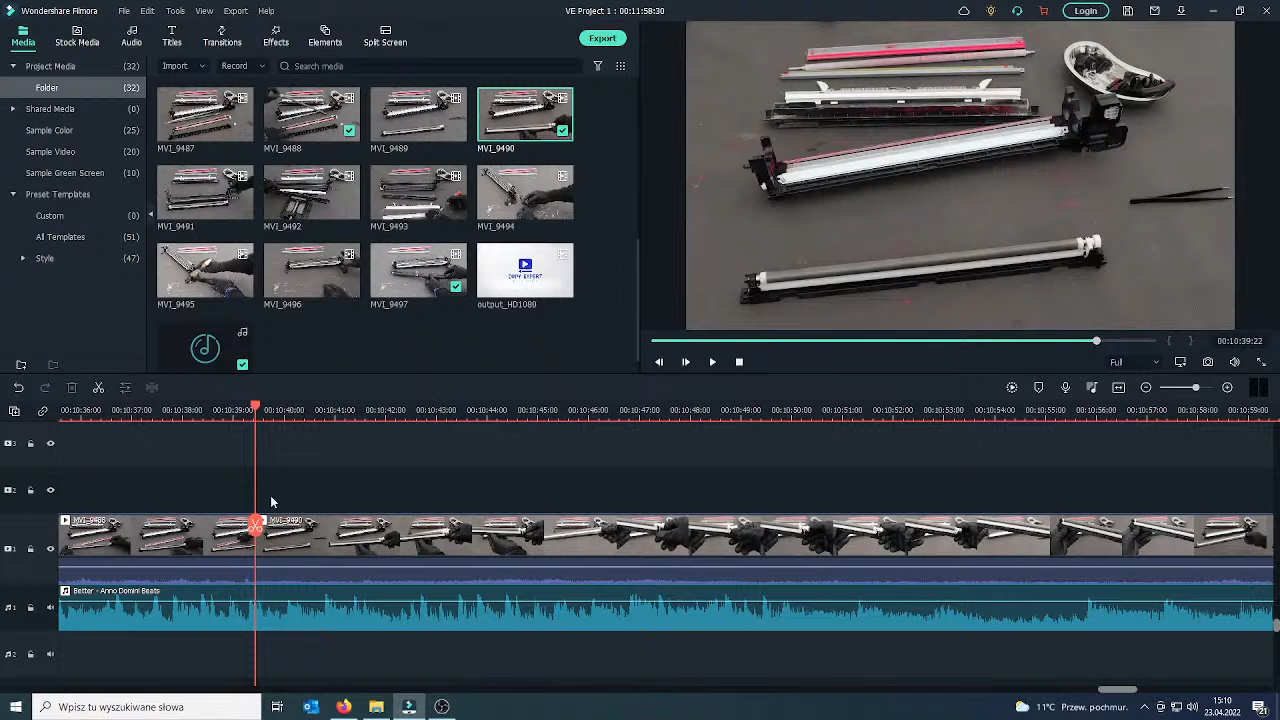 Wondershare Filmora File Edit Tools View Export Help VE Project 1 : 00:11:58:30 Login
Media Stock Media Audio Titles Transitions Effects Elements Split Screen Export
Project Media (32)
Folder (32)
Shared Media (0)
Sample Color (25)
Sample Video (20)
Sample Green Screen (10)
Preset Templates
Custom (0)
All Templates (51)
Style (47)
Import Record Search media
MVI_9487 MVI_9488 MVI_9489 MVI_9490
MVI_9491 MVI_9492 MVI_9493 MVI_9494
COPY EXPERT
MVI_9495 MVI_9496 MVI_9497 output_HD1080
00:10:39:22
Full
00:10:36:00 00:10:37:00 00:10:38:00 00:10:39:00 00:10:40:00 00:10:41:00 00:10:42:00 00:10:43:00 00:10:44:00 00:10:45:00 00:10:46:00 00:10:47:00 00:10:48:00 00:10:49:00 00:10:50:00 00:10:51:00 00:10:52:00 00:10:53:00 00:10:54:00 00:10:55:00 00:10:56:00 00:10:57:00 00:10:58:00 00:10:59:00
3
2
MVI_9488 MVI_9490
1
Better - Anno Domini Beats
1
2
Wpisz tu wyszukiwane słowa 11°C Przew. pochmur. 15:10
23.04.2022